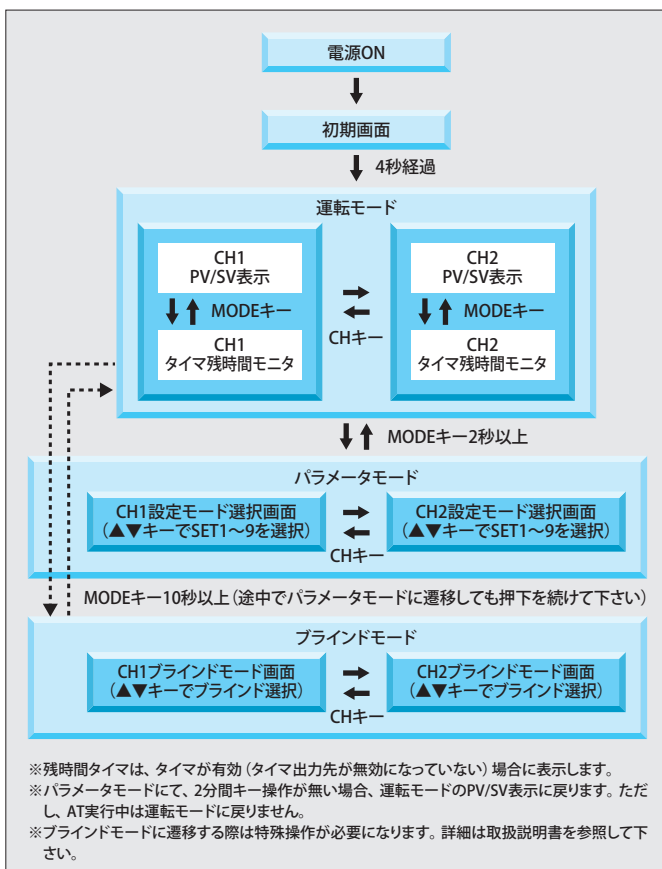 電源ON
初期画面
4秒経過
運転モード
CH1
PV/SV表示
MODEキー
CH1
タイマ残時間モニタ
CHキー
CH2
PV/SV表示
MODEキー
CH2
タイマ残時間モニタ
MODEキー2秒以上
パラメータモード
CH1設定モード選択画面
(▲▼キーでSET1～9を選択)
CHキー
CH2設定モード選択画面
(▲▼キーでSET1～9を選択)
MODEキー10秒以上(途中でパラメータモードに遷移しても押下を続けて下さい)
ブラインドモード
CH1ブラインドモード画面
(▲▼キーでブラインド選択)
CHキー
CH2ブラインドモード画面
(▲▼キーでブラインド選択)
※残時間タイマは、タイマが有効(タイマ出力先が無効になっていない)場合に表示します。
※パラメータモードにて、2分間キー操作が無い場合、運転モードのPV/SV表示に戻ります。ただ
し、AT実行中は運転モードに戻りません。
※ブラインドモードに遷移する際は特殊操作が必要になります。詳細は取扱説明書を参照して下
さい。